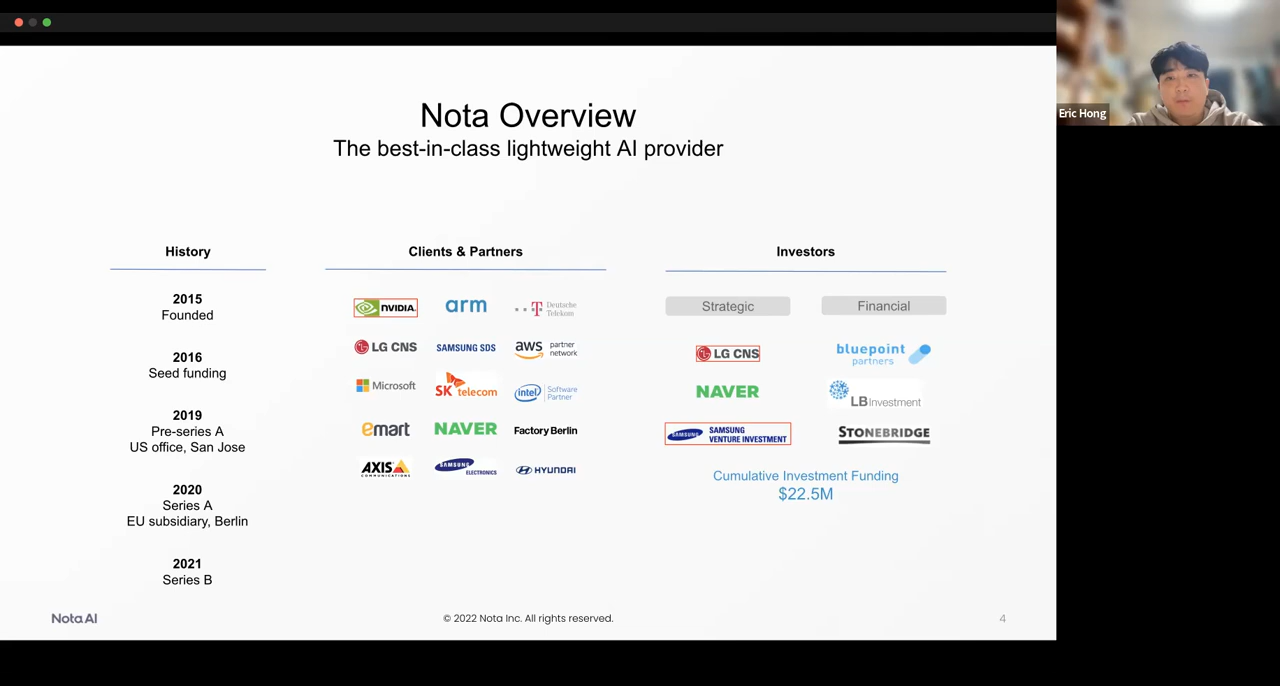 Eric Hong
Nota Overview
The best-in-class lightweight AI provider
History
2015
Founded
2016
Seed funding
2019
Pre-series A
US office, San Jose
2020
Series A
EU subsidiary, Berlin
2021
Series B
Clients & Partners
NVIDIA.
arm
T Deutsche
Telekom
LG CNS
SAMSUNG SDS
aws partner
network
Microsoft
SK telecom
intel Software
Partner
emart
NAVER
Factory Berlin
AXIS
COMMUNICATIONS
SAMSUNG
ELECTRONICS
HYUNDAI
Investors
Strategic
LG CNS
NAVER
SAMSUNG SAMSUNG
VENTURE INVESTMENT
Financial
bluepoint
partners
LB Investment
STONEBRIDGE
Cumulative Investment Funding
$22.5M
Nota AI
© 2022 Nota Inc. All rights reserved.
4